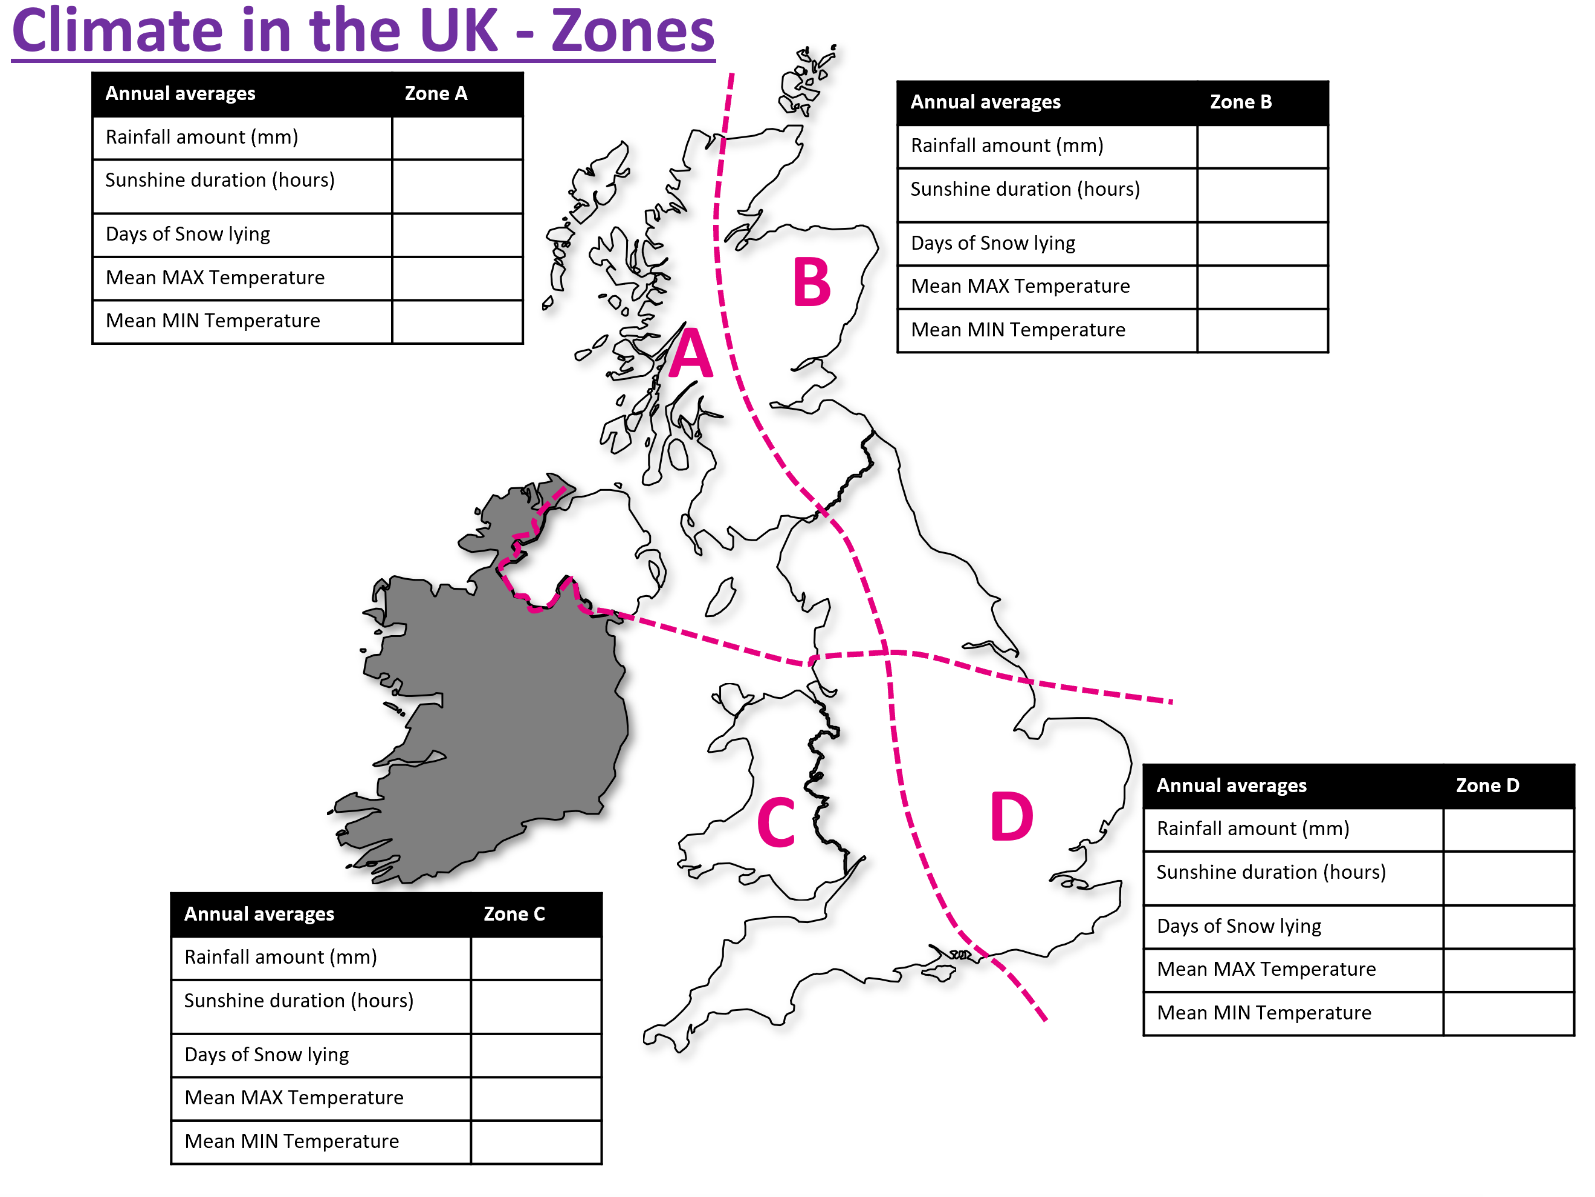 Climate in the UK - Zones
Annual averages Zone A
Rainfall amount (mm)
Sunshine duration (hours)
Days of Snow lying
Mean MAX Temperature
Mean MIN Temperature
Annual averages Zone B
Rainfall amount (mm)
Sunshine duration (hours)
Days of Snow lying
Mean MAX Temperature
Mean MIN Temperature
B
A
C
D
Annual averages Zone D
Rainfall amount (mm)
Sunshine duration (hours)
Days of Snow lying
Mean MAX Temperature
Mean MIN Temperature
Annual averages Zone C
Rainfall amount (mm)
Sunshine duration (hours)
Days of Snow lying
Mean MAX Temperature
Mean MIN Temperature